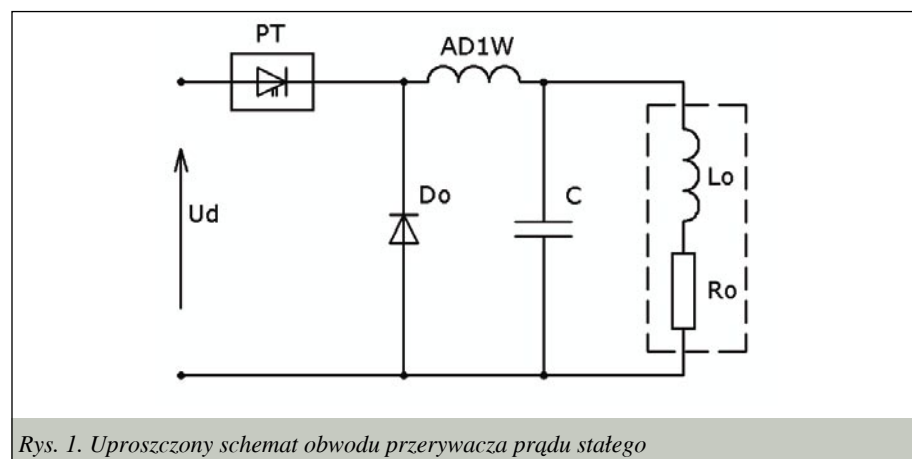 PT
AD1W
Ud
Do
C
Lo
Ro
Rys. 1. Uproszczony schemat obwodu przerywacza prądu stałego